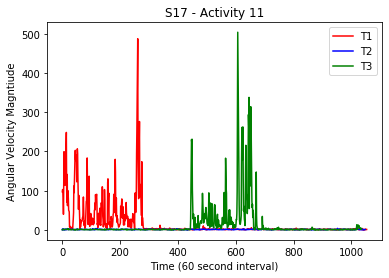 S17 - Activity 11
T1
T2
T3
Angular Velocity Magntiude
500
400
300
200
100
0
0
200
400
600
800
1000
Time (60 second interval)